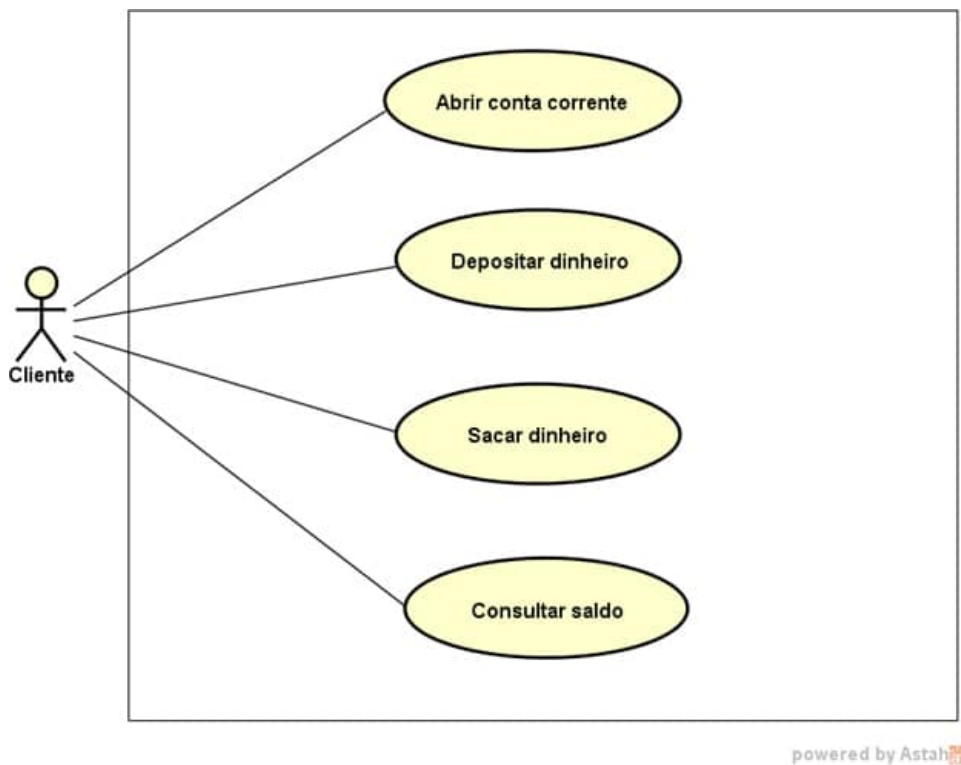 Abrir conta corrente
Depositar dinheiro
Cliente
Sacar dinheiro
Consultar saldo
powered by Astah